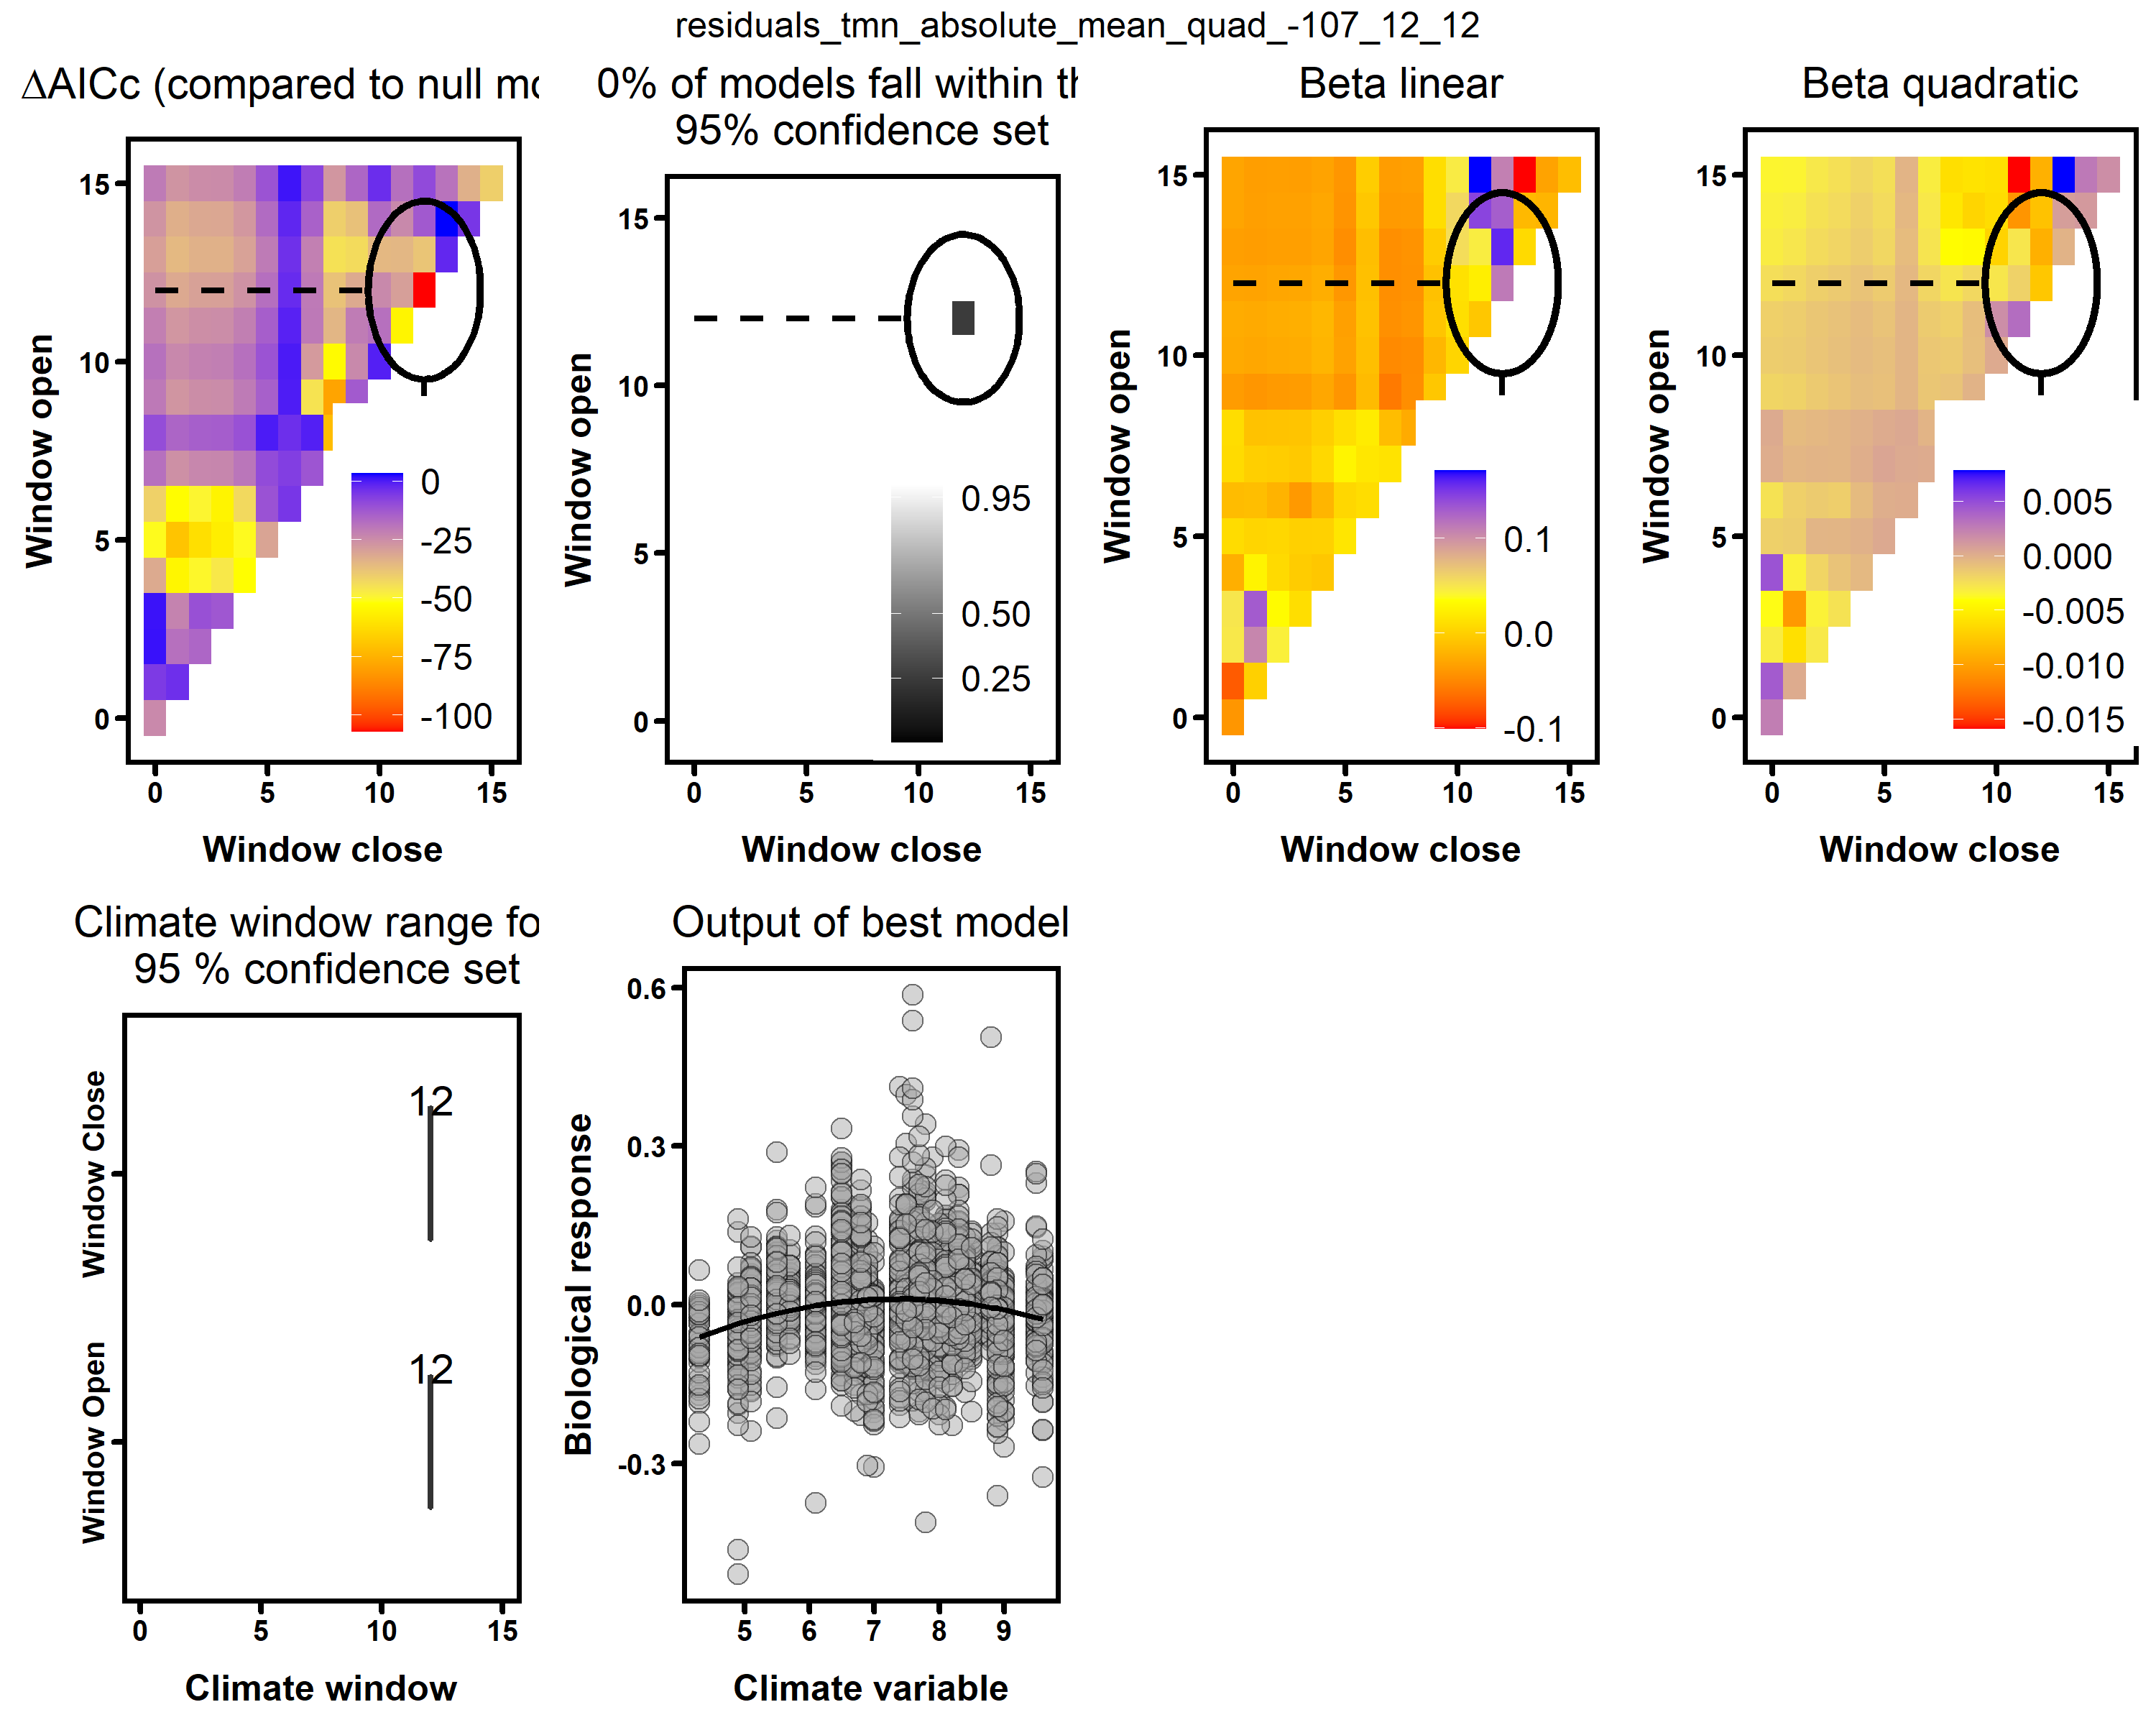 residuals_tmn_absolute_mean_quad_-107_12_12
ΔAICc (compared to null mo
15
10
5
0
0
5
10
15
Window open
Window close
0
-25
-50
-75
-100
0% of models fall within th
95% confidence set
15
10
5
0
0
5
10
15
Window open
Window close
0.95
0.50
0.25
Beta linear
15
10
5
0
0
5
10
15
Window open
Window close
0.1
0.0
-0.1
Beta quadratic
15
10
5
0
0
5
10
15
Window open
Window close
0.005
0.000
-0.005
-0.010
-0.015
Climate window range fo
95 % confidence set
Window Close
Window Open
12
12
0
5
10
15
Climate window
Output of best model
0.6
0.3
0.0
-0.3
Biological response
5
6
7
8
9
Climate variable